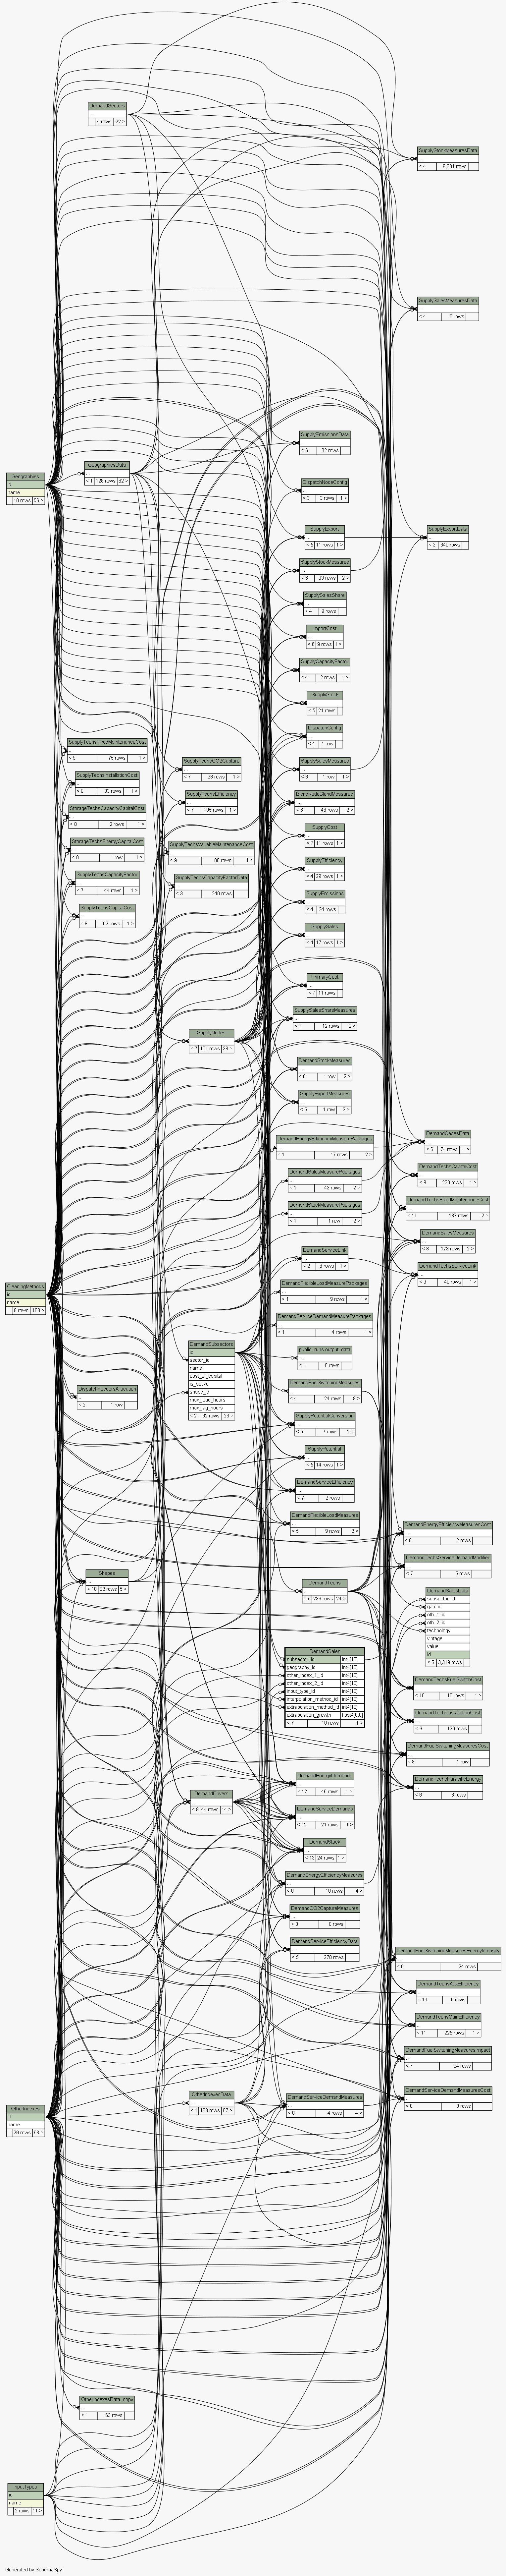 DemandSectors
4 rows 22 >
SupplyStockMeasuresData
< 4 9,331 rows
SupplySalesMeasuresData
< 4 0 rows
SupplyEmissionsData
< 6 32 rows
Geographies
id
name
10 rows 56 >
GeographiesData
< 1 128 rows 62 >
DispatchNodeConfig
< 3 3 rows 1 >
SupplyExport
< 5 11 rows 1 >
SupplyExportData
< 3 340 rows
SupplyStockMeasures
< 6 33 rows 2 >
SupplySalesShare
< 4 8 rows
ImportCost
< 6 9 rows 1 >
SupplyCapacityFactor
< 4 2 rows 1 >
SupplyStock
< 5 21 rows
DispatchConfig
< 4 1 row
SupplyTechsFixedMaintenanceCost
< 9 75 rows 1 >
SupplyTechsCO2Capture
< 7 28 rows 1 >
SupplySalesMeasures
< 6 1 row 1 >
SupplyTechsInstallationCost
< 8 33 rows 1 >
SupplyTechsEfficiency
< 7 105 rows 1 >
BlendNodeBlendMeasures
< 6 48 rows 2 >
StorageTechsCapacityCapitalCost
< 8 2 rows 1 >
SupplyCost
< 7 11 rows 1 >
StorageTechsEnergyCapitalCost
< 8 1 row 1 >
SupplyTechsVariableMaintenanceCost
< 9 80 rows 1 >
SupplyEfficiency
< 4 29 rows 1 >
SupplyTechsCapacityFactor
< 7 44 rows 1 >
SupplyTechsCapacityFactorData
< 3 240 rows
SupplyEmissions
< 4 24 rows
SupplyTechsCapitalCost
< 9 102 rows 1 >
SupplySales
< 4 17 rows 1 >
PrimaryCost
< 7 11 rows
SupplySalesShareMeasures
< 7 12 rows 2 >
SupplyNodes
< 7 101 rows 38 >
DemandStockMeasures
< 6 1 row 2 >
SupplyExportMeasures
< 5 1 row 2 >
DemandEnergyEfficiencyMeasurePackages
< 1 17 rows 2 >
DemandCasesData
< 8 74 rows 1 >
DemandSalesMeasurePackages
< 1 43 rows 2 >
DemandTechsCapitalCost
< 9 230 rows 1 >
DemandStockMeasurePackages
< 1 1 row 2 >
DemandTechsFixedMaintenanceCost
< 11 187 rows 2 >
DemandSalesMeasures
< 8 173 rows 2 >
DemandServiceLink
< 2 6 rows 1 >
DemandTechsServiceLink
< 8 40 rows 1 >
CleaningMethods
id
name
8 rows 108 >
DemandFlexibleLoadMeasurePackages
< 1 9 rows 1 >
DemandServiceDemandMeasurePackages
< 1 4 rows 1 >
DemandSubsectors
id
sector_id
name
cost_of_capital
is_active
shape_id
max_lead_hours
max_lag_hours
< 2 62 rows 23 >
public_runs.output_data
< 1 0 rows
DispatchFeedersAllocation
< 2 1 row
DemandFuelSwitchingMeasures
< 4 24 rows 8 >
SupplyPotentialConversion
< 5 7 rows 1 >
SupplyPotential
< 5 14 rows 1 >
DemandServiceEfficiency
< 7 2 rows
DemandFlexibleLoadMeasures
< 5 9 rows 2 >
DemandEnergyEfficiencyMeasuresCost
< 8 2 rows
DemandTechsServiceDemandModifier
< 7 5 rows
Shapes
< 10 32 rows 5 >
DemandTechs
< 5 233 rows 24 >
DemandSalesData
subsector_id
gau_id
oth_1_id
oth_2_id
technology
vintage
value
id
< 5 3,319 rows
DemandSales
subsector_id int4[10]
geography_id int4[10]
other_index_1_id int4[10]
other_index_2_id int4[10]
input_type_id int4[10]
interpolation_method_id int4[10]
extrapolation_method_id int4[10]
extrapolation_growth float4[8,8]
< 7 10 rows 1 >
DemandTechsFuelSwitchCost
< 10 10 rows 1 >
DemandTechsInstallationCost
< 9 126 rows
DemandFuelSwitchingMeasuresCost
< 8 1 row
DemandEnergyDemands
< 12 46 rows 1 >
DemandTechsParasiticEnergy
< 8 8 rows
DemandDrivers
< 9 44 rows 14 >
DemandServiceDemands
< 12 21 rows 1 >
DemandStock
< 13 24 rows 1 >
DemandEnergyEfficiencyMeasures
< 8 18 rows 4 >
DemandCO2CaptureMeasures
< 8 0 rows
DemandServiceEfficiencyData
< 5 278 rows
DemandFuelSwitchingMeasuresEnergyIntensity
< 6 24 rows
DemandTechsAuxEfficiency
< 10 6 rows
DemandTechsMainEfficiency
< 11 225 rows 1 >
DemandFuelSwitchingMeasuresImpact
< 7 24 rows
OtherIndexes
id
name
29 rows 83 >
OtherIndexesData
< 1 163 rows 67 >
DemandServiceDemandMeasures
< 8 4 rows 4 >
DemandServiceDemandMeasuresCost
< 8 0 rows
OtherIndexesData_copy
< 1 163 rows
InputTypes
id
name
2 rows 11 >
Generated by SchemaSpy